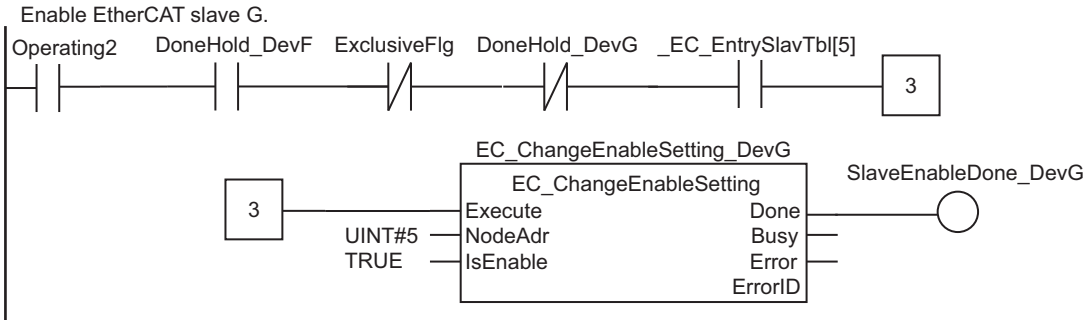 Enable EtherCAT slave G.
Operating2 DoneHold_DevF ExclusiveFlg DoneHold_DevG _EC_EntrySlavTbl[5]
3
EC_ChangeEnableSetting_DevG
EC_ChangeEnableSetting SlaveEnableDone_DevG
3 Execute Done
UINT#5 NodeAdr Busy
TRUE IsEnable Error
ErrorID